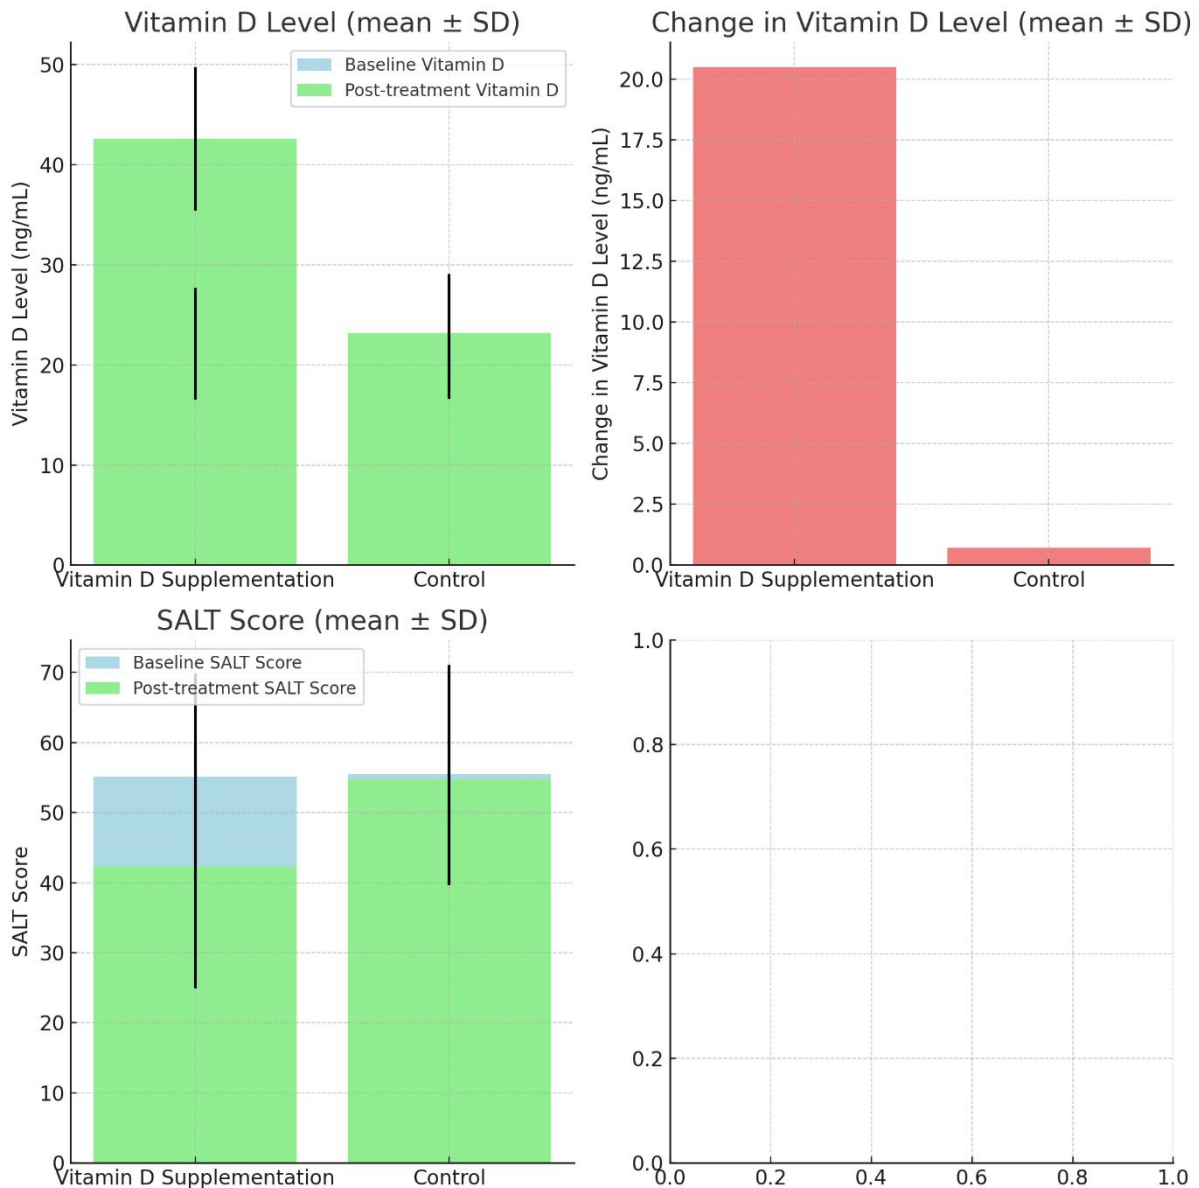 Vitamin D Level (mean ± SD)
50
40
30
20
10
0
Vitamin D Level (ng/mL)
Baseline Vitamin D
Post-treatment Vitamin D
Vitamin D Supplementation
Control
Change in Vitamin D Level (mean ± SD)
20.0
17.5
15.0
12.5
10.0
7.5
5.0
2.5
0.0
Change in Vitamin D Level (ng/mL)
Vitamin D Supplementation
Control
SALT Score (mean ± SD)
70
60
50
40
30
20
10
0
SALT Score
Baseline SALT Score
Post-treatment SALT Score
Vitamin D Supplementation
Control
1.0
0.8
0.6
0.4
0.2
0.0
0.0 0.2 0.4 0.6 0.8 1.0